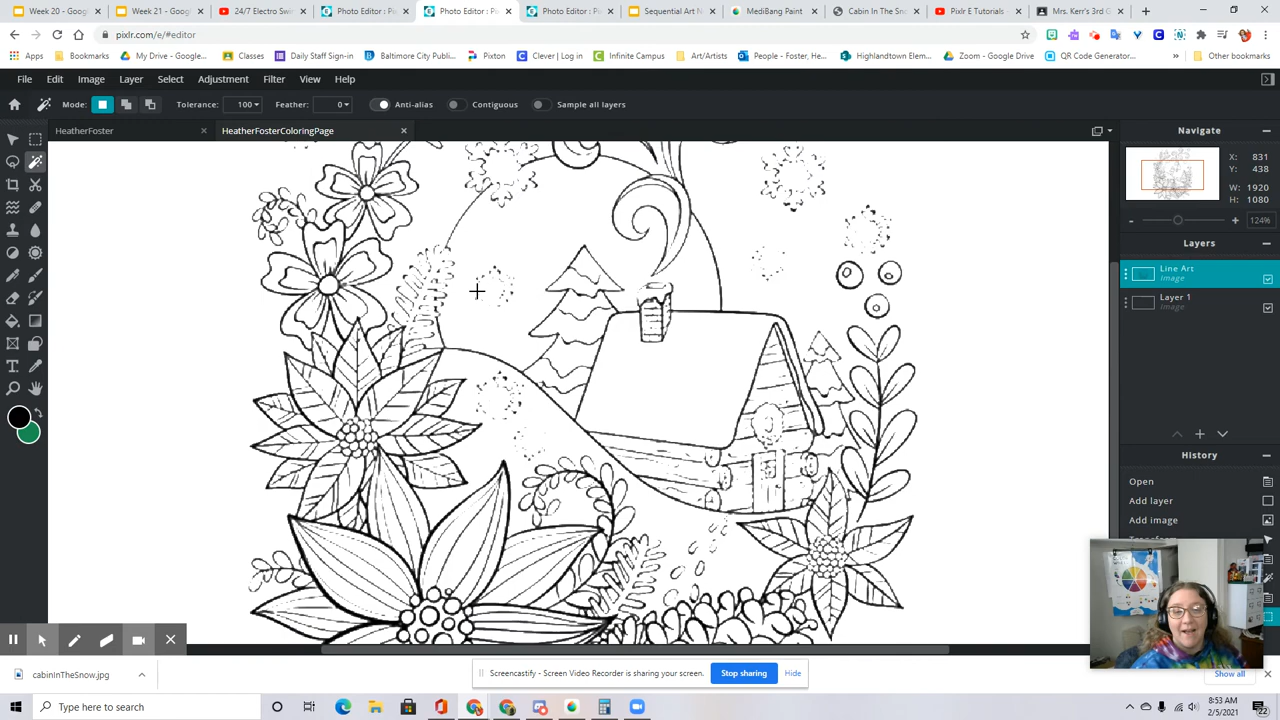 Week 20 - Goog
Week 21 - Goog
24/7 Electro Swin
Photo Editor : Pi
Photo Editor : Pi
Photo Editor : Pi
Sequential Art N
MediBang Paint
Cabin In The Sno
Pixlr E Tutorials
Mrs. Kerr's 3rd G
pixlr.com/e/#editor
Apps
Bookmarks
My Drive - Google...
Classes
Daily Staff Sign-in
Baltimore City Publi...
Pixton
Clever | Log in
Infinite Campus
Art/Artists
People - Foster, He...
Highlandtown Elem...
Zoom - Google Drive
QR Code Generator...
Other bookmarks
File Edit Image Layer Select Adjustment Filter View Help
Mode: Tolerance: 100 Feather: 0 Anti-alias Contiguous Sample all layers
HeatherFoster
HeatherFosterColoringPage
Navigate
X: 831
Y: 438
W: 1920
H: 1080
124%
Layers
Line Art
Image
Layer 1
Image
History
Open
Add layer
Add image
Screencastify - Screen Video Recorder is sharing your screen.
Stop sharing
Hide
cabinInTheSnow.jpg
Show all
Type here to search
8:53 AM
2/5/2021
22